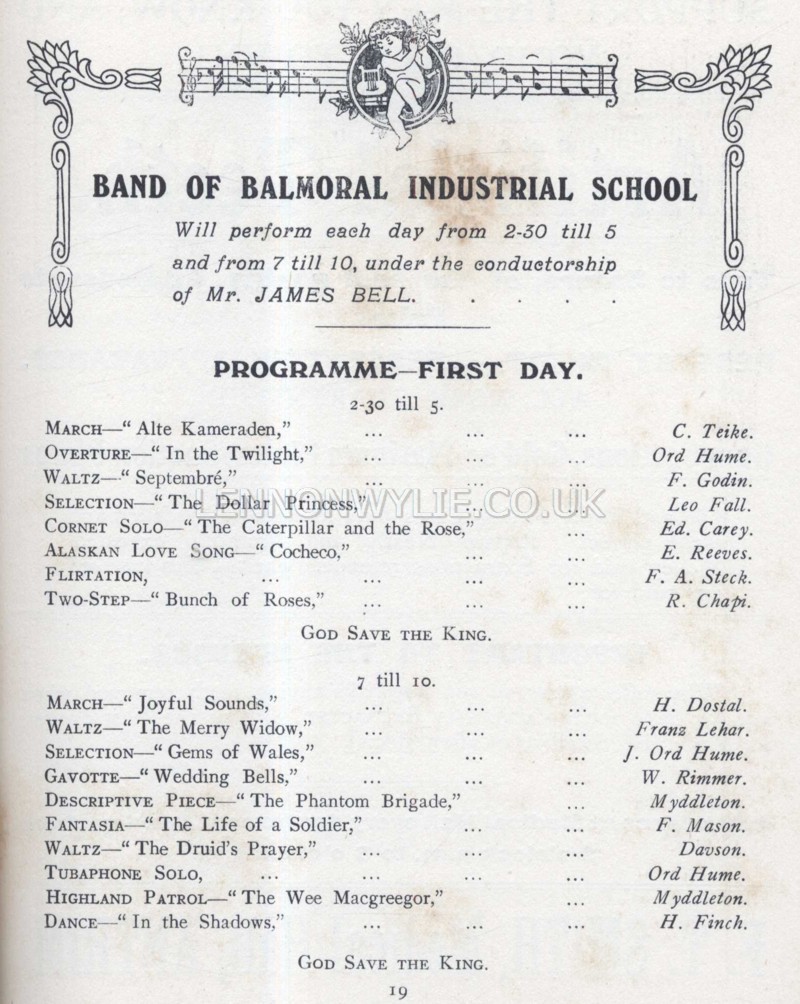 BAND OF BALMORAL INDUSTRIAL SCHOOL
Will perform each day from 2-30 till 5
and from 7 till 10, under the conductorship
of Mr. JAMES BELL. . . . .
PROGRAMME—FIRST DAY.
2-30 till 5.
MARCH—“ Alte Kameraden,” ... ... ... C. Teike.
OVERTURE—“ In the Twilight,” ... ... ... Ord Hume.
WALTZ—“ Septembré,” ... ... ... F. Godin.
SELECTION—“ The Dollar Princess,” ... ... Leo Fall.
LENNONWYLIE.CO.UK
CORNET SOLO—“ The Caterpillar and the Rose,” ... Ed. Carey.
ALASKAN LOVE SONG—“ Cocheco,” ... ... E. Reeves.
FLIRTATION, ... ... ... ... F. A. Steck.
TWO-STEP—“ Bunch of Roses,” ... ... ... R. Chapi.
GOD SAVE THE KING.
7 till 10.
MARCH—“ Joyful Sounds,” ... ... ... H. Dostal.
WALTZ—“ The Merry Widow,” ... ... ... Franz Lehar.
SELECTION—“ Gems of Wales,” ... ... ... J. Ord Hume.
GAVOTTE—“ Wedding Bells,” ... ... ... W. Rimmer.
DESCRIPTIVE PIECE—“ The Phantom Brigade,” ... Myddleton.
FANTASIA—“ The Life of a Soldier,” ... ... F. Mason.
WALTZ—“ The Druid's Prayer,” ... ... ... Davson.
TUBAPHONE SOLO, ... ... ... ... Ord Hume.
HIGHLAND PATROL—“ The Wee Macgreegor,” ... Myddleton.
DANCE—“ In the Shadows,” ... ... ... H. Finch.
GOD SAVE THE KING.
19